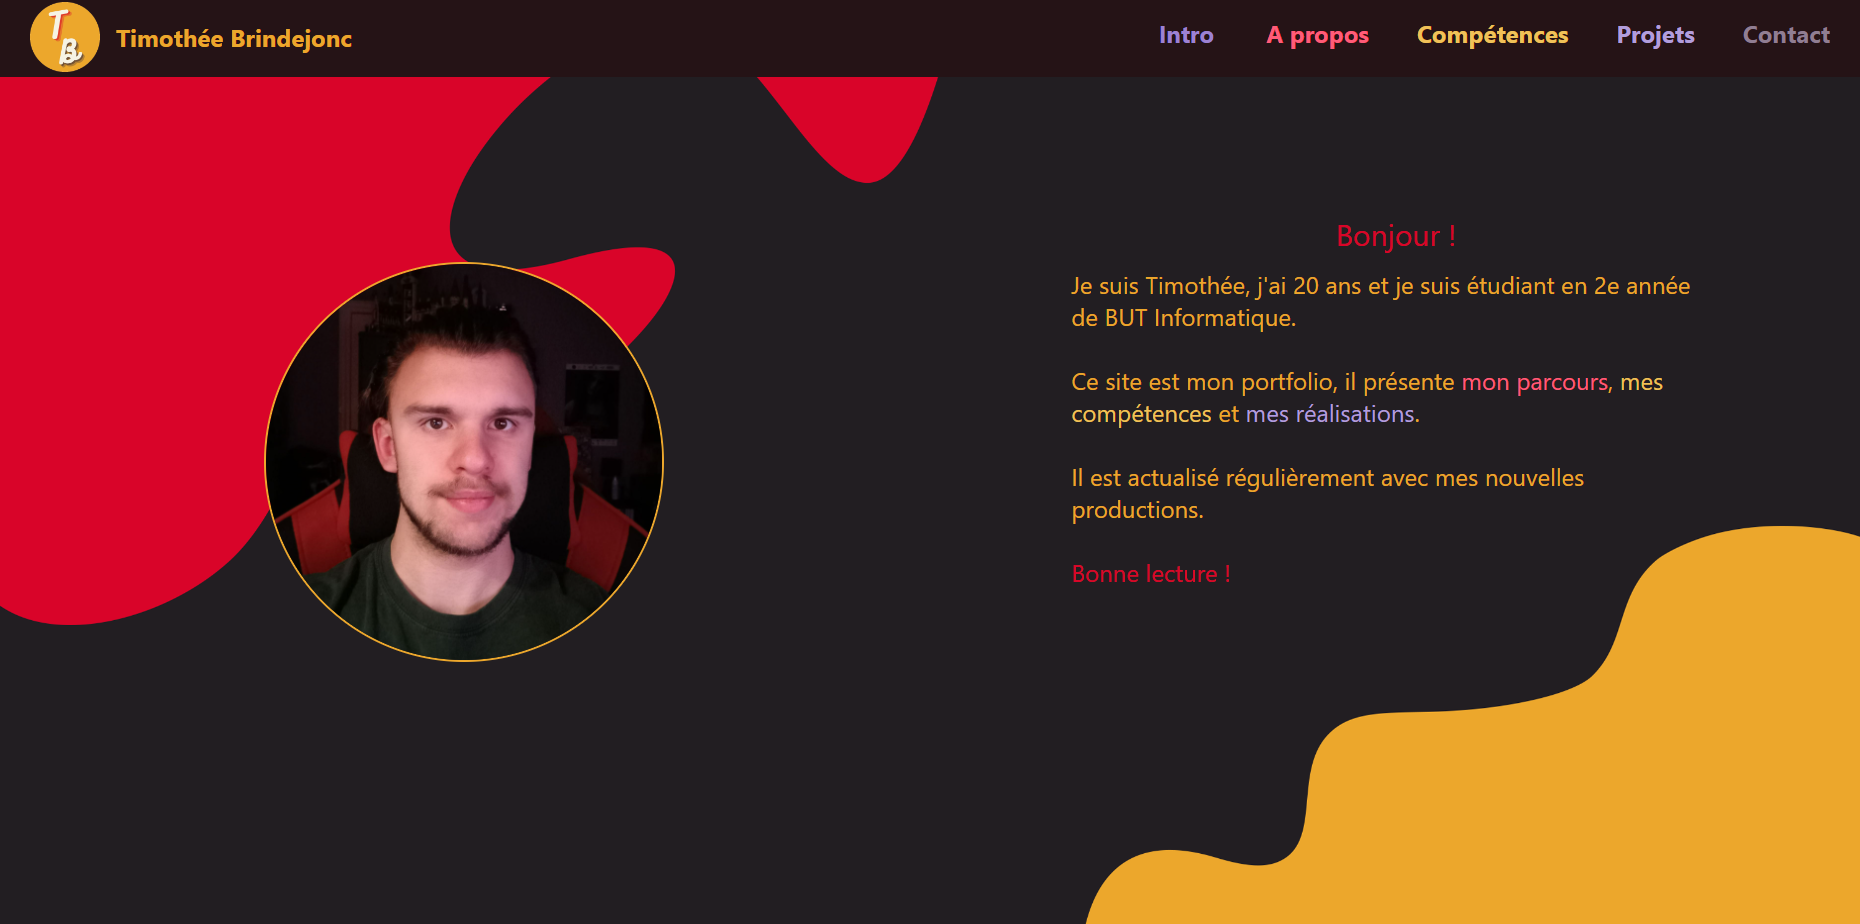 TB
Timothée Brindejonc
Intro
A propos
Compétences
Projets
Contact
Bonjour !
Je suis Timothée, j'ai 20 ans et je suis étudiant en 2e année
de BUT Informatique.
Ce site est mon portfolio, il présente mon parcours, mes
compétences et mes réalisations.
Il est actualisé régulièrement avec mes nouvelles
productions.
Bonne lecture !